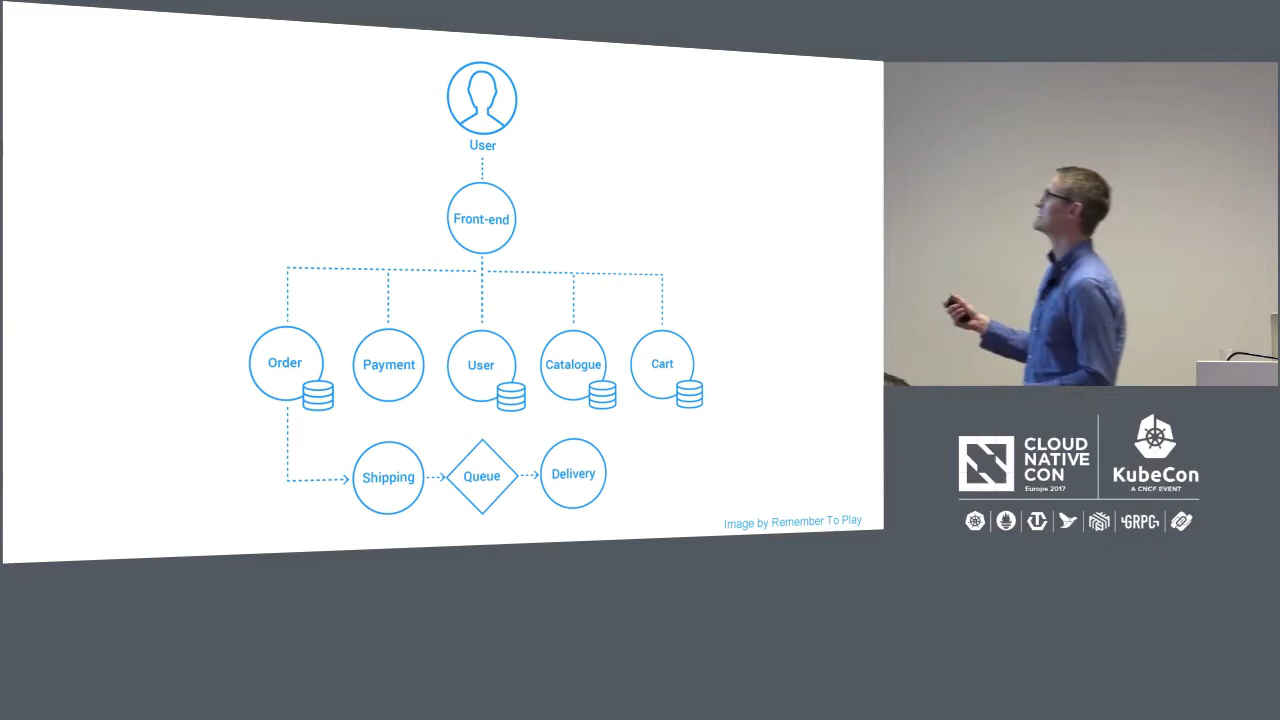 User
Front-end
Order
Payment
User
Catalogue
Cart
Shipping
Queue
Delivery
Image by Remember To Play
CLOUD
NATIVE
CON
Europe 2017
KubeCon
A CNCF EVENT
GRPC